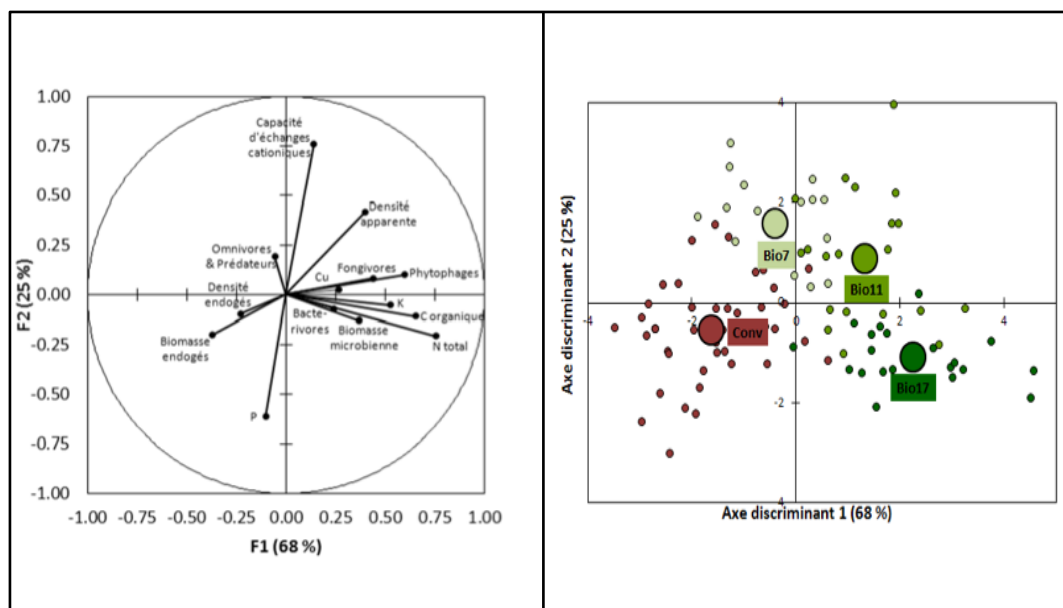 1.00
0.75
0.50
0.25
0.00
-0.25
-0.50
-0.75
-1.00
-1.00
-0.75
-0.50
-0.25
0.00
0.25
0.50
0.75
1.00
F2 (25 %)
F1 (68 %)
Capacité
d'échanges
cationiques
Densité
apparente
Omnivores
& Prédateurs
Cu
Fongivores
Phytophages
Densité
endogés
K
Bacte-
rivores
C organique
Biomasse
microbienne
Biomasse
endogés
N total
P
4
2
-2
4
-4
-2
0
2
4
Axe discriminant 2 (25 %)
Axe discriminant 1 (68 %)
Bio7
Bio11
Conv
Bio17